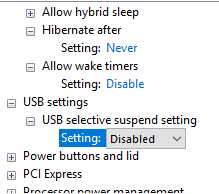 Allow hybrid sleep
Hibernate after
Setting: Never
Allow wake timers
Setting: Disable
USB settings
USB selective suspend setting
Setting: Disabled
Power buttons and lid
PCI Express
Processor power management